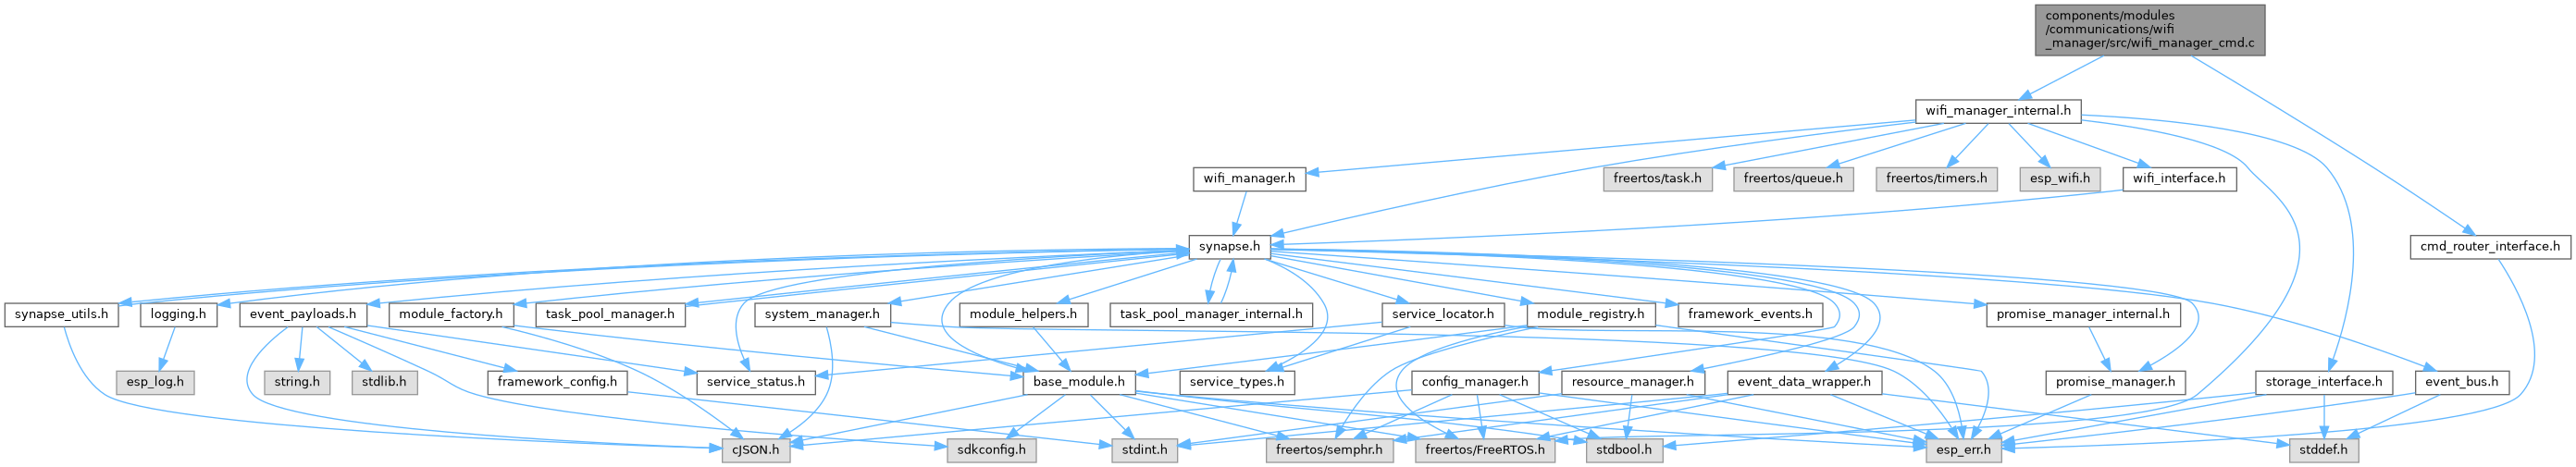 components/modules
/communications/wifi
_manager/src/wifi_manager_cmd.c
wifi_manager_internal.h
wifi_manager.h
freertos/task.h
freertos/queue.h
freertos/timers.h
esp_wifi.h
wifi_interface.h
synapse.h
cmd_router_interface.h
synapse_utils.h
logging.h
event_payloads.h
module_factory.h
task_pool_manager.h
system_manager.h
module_helpers.h
task_pool_manager_internal.h
service_locator.h
module_registry.h
framework_events.h
promise_manager_internal.h
esp_log.h
string.h
stdlib.h
framework_config.h
service_status.h
base_module.h
service_types.h
config_manager.h
resource_manager.h
event_data_wrapper.h
promise_manager.h
storage_interface.h
event_bus.h
cJSON.h
sdkconfig.h
stdint.h
freertos/semphr.h
freertos/FreeRTOS.h
stdbool.h
esp_err.h
stddef.h